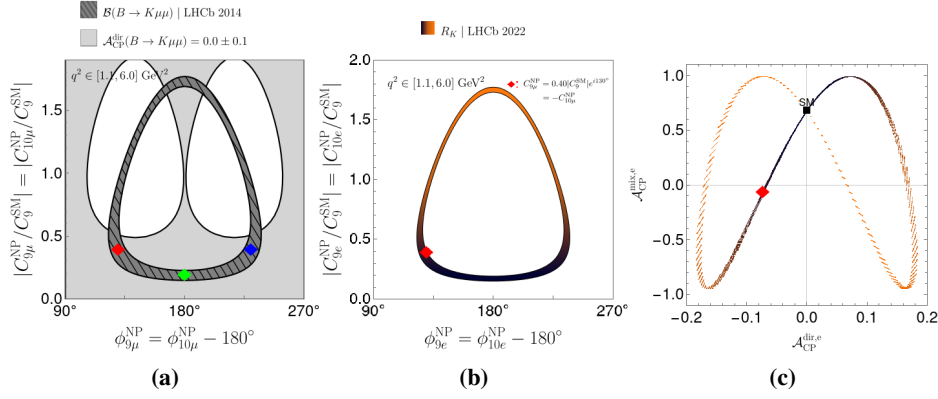 B(B → Kμμ) | LHCb 2014
A_CP^dir(B → Kμμ) = 0.0 ± 0.1
q² ∈ [1.1, 6.0] GeV²
|C_9μ^NP/C_9^SM| = |C_10μ^NP/C_9^SM|
1.5
1.0
0.5
0.0
90° 135° 180° 225° 270°
ϕ_9μ^NP = ϕ_10μ^NP − 180°
(a)
R_K | LHCb 2022
q² ∈ [1.1, 6.0] GeV²
: C_9μ^NP = 0.40|C_9^SM|e^{i130°}
= −C_10μ^NP
|C_9e^NP/C_9^SM| = |C_10e^NP/C_9^SM|
2.0
1.5
1.0
0.5
0.0
90° 135° 180° 225° 270°
ϕ_9e^NP = ϕ_10e^NP − 180°
(b)
A_CP^mix,e
1.0
0.5
0.0
−0.5
−1.0
SM
−0.2 −0.1 0.0 0.1 0.2
A_CP^dir,e
(c)